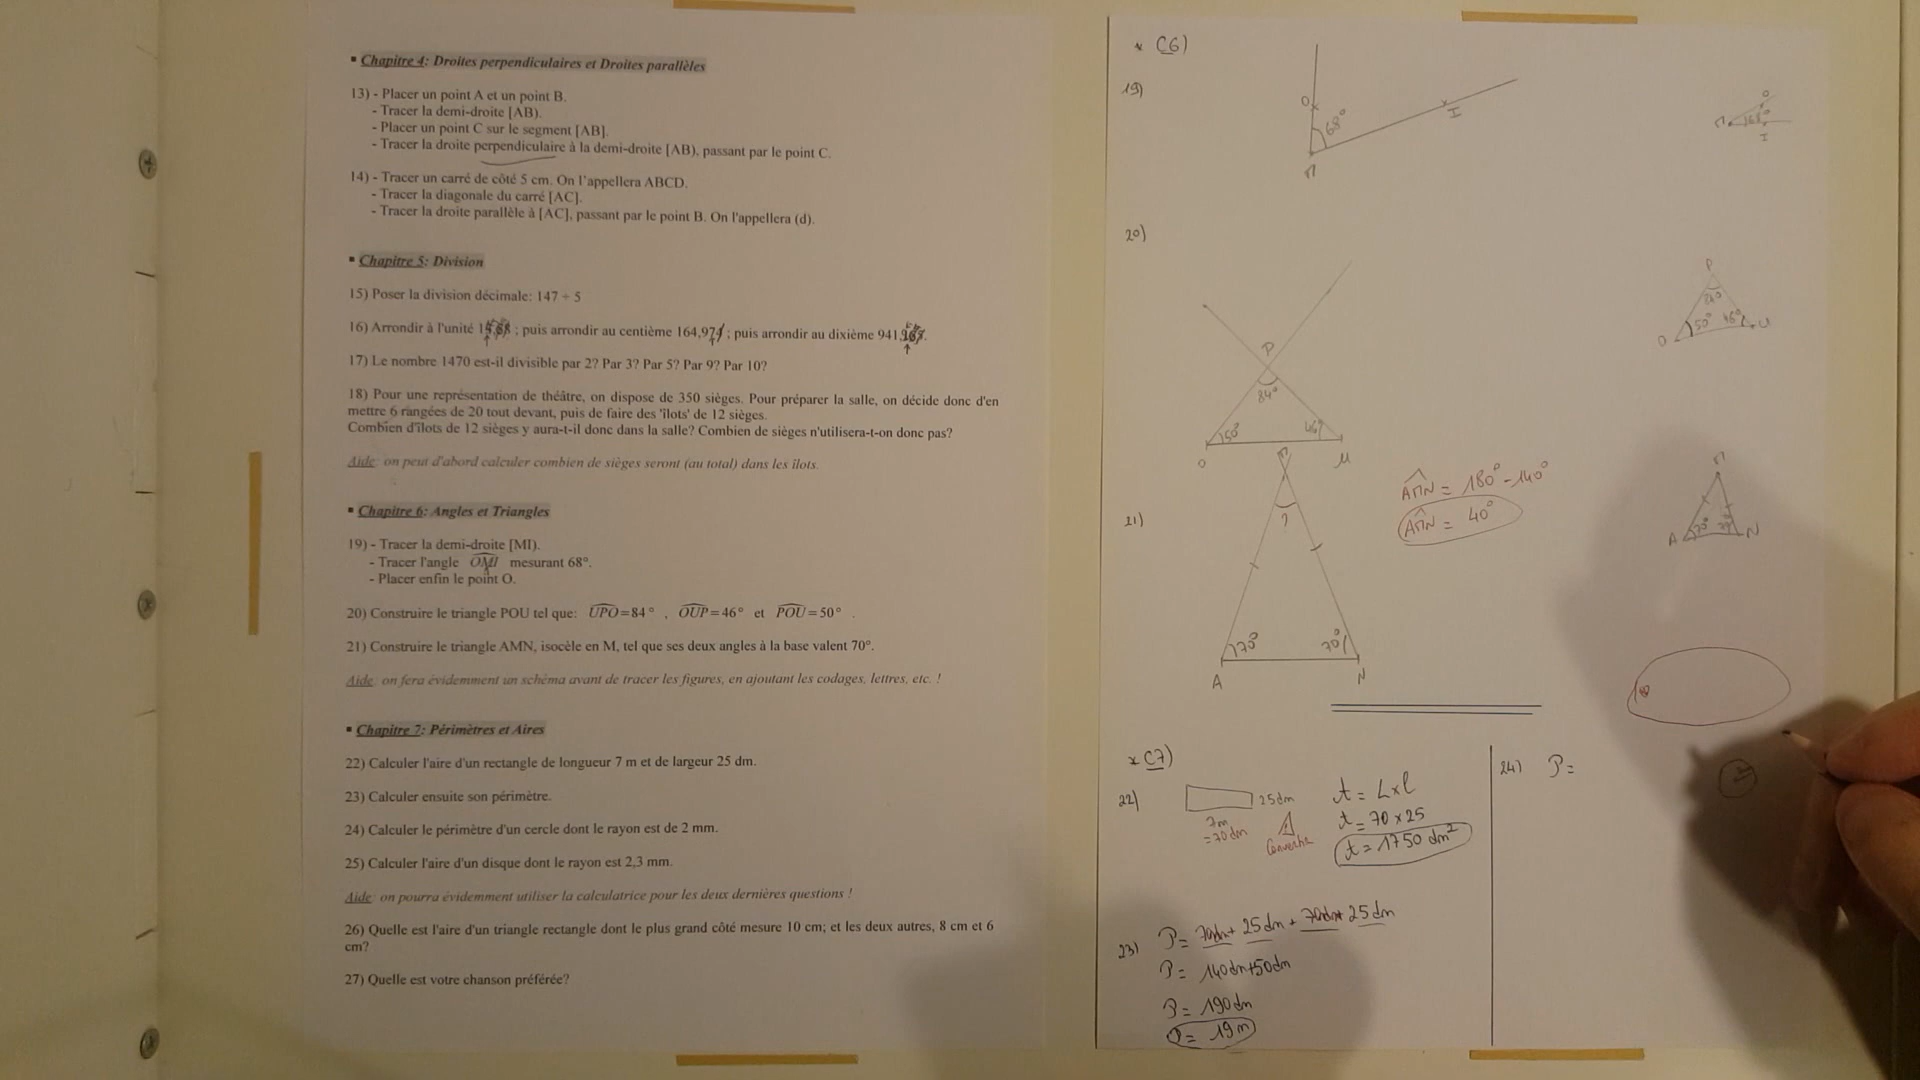 ▪ Chapitre 4: Droites perpendiculaires et Droites parallèles
13) - Placer un point A et un point B.
- Tracer la demi-droite [AB).
- Placer un point C sur le segment [AB].
- Tracer la droite perpendiculaire à la demi-droite [AB), passant par le point C.
14) - Tracer un carré de côté 5 cm. On l'appellera ABCD.
- Tracer la diagonale du carré [AC].
- Tracer la droite parallèle à [AC], passant par le point B. On l'appellera (d).
▪ Chapitre 5: Division
15) Poser la division décimale: 147 ÷ 5
16) Arrondir à l'unité ; puis arrondir au centième 164,971 ; puis arrondir au dixième
17) Le nombre 1470 est-il divisible par 2? Par 3? Par 5? Par 9? Par 10?
18) Pour une représentation de théâtre, on dispose de 350 sièges. Pour préparer la salle, on décide donc d'en
mettre 6 rangées de 20 tout devant, puis de faire des 'îlots' de 12 sièges.
Combien d'îlots de 12 sièges y aura-t-il donc dans la salle? Combien de sièges n'utilisera-t-on donc pas?
Aide: on peut d'abord calculer combien de sièges seront (au total) dans les îlots.
▪ Chapitre 6: Angles et Triangles
19) - Tracer la demi-droite [MI).
- Tracer l'angle OMI mesurant 68°.
- Placer enfin le point O.
20) Construire le triangle POU tel que: UPO=84° , OUP=46° et POU=50° .
21) Construire le triangle AMN, isocèle en M, tel que ses deux angles à la base valent 70°.
Aide: on fera évidemment un schéma avant de tracer les figures, en ajoutant les codages, lettres, etc. !
▪ Chapitre 7: Périmètres et Aires
22) Calculer l'aire d'un rectangle de longueur 7 m et de largeur 25 dm.
23) Calculer ensuite son périmètre.
24) Calculer le périmètre d'un cercle dont le rayon est de 2 mm.
25) Calculer l'aire d'un disque dont le rayon est 2,3 mm.
Aide: on pourra évidemment utiliser la calculatrice pour les deux dernières questions !
26) Quelle est l'aire d'un triangle rectangle dont le plus grand côté mesure 10 cm; et les deux autres, 8 cm et 6
cm?
27) Quelle est votre chanson préférée?
* C6)
19)
O
68°
I
M
O
M 68°
I
20)
P
84°
50° 46°
O U
P
84°
50° 46°
O U
21)
M
?
70° 70°
A N
AMN = 180° - 140°
AMN = 40°
M
70° 70°
A N
* C7)
22)
25 dm
7m
= 70 dm
Convertir
A = L x l
A = 70 x 25
A = 1750 dm²
23) P = 70dm + 25 dm + 70dm + 25 dm
P = 140dm+50dm
P = 190dm
P = 19 m
24) P =